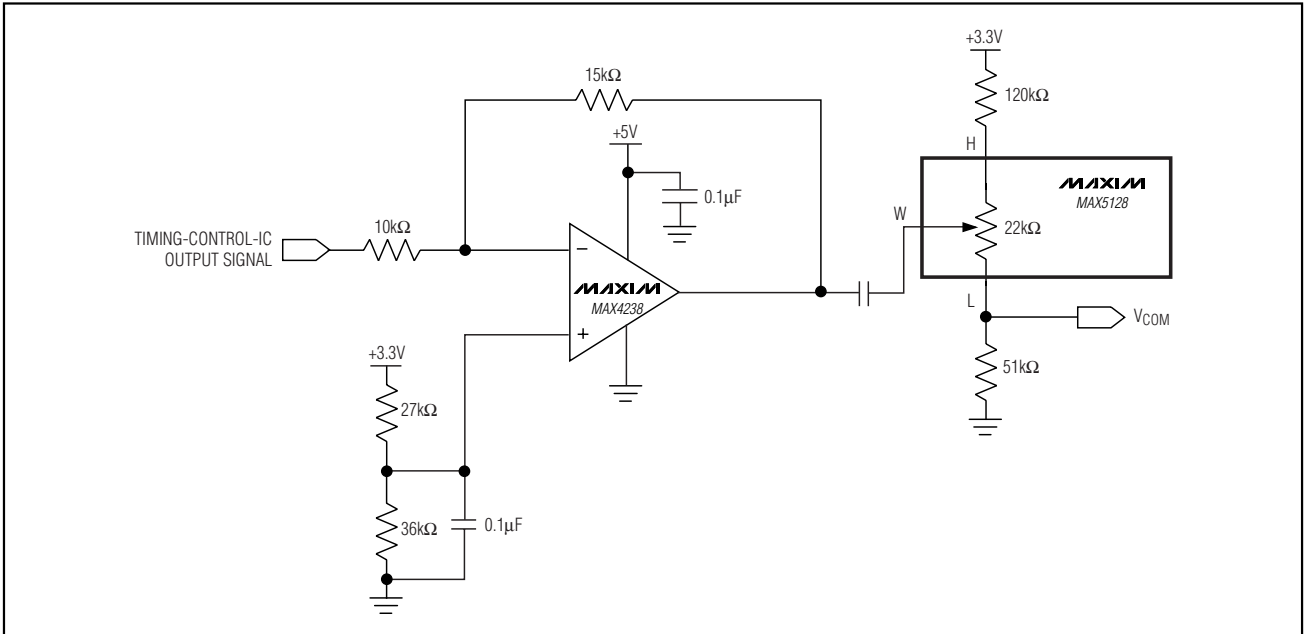 +3.3V
15kΩ
120kΩ
+5V
H
MAXIM
MAX5128
0.1µF
W
22kΩ
10kΩ
TIMING-CONTROL-IC
OUTPUT SIGNAL
−
MAXIM
MAX4238
+
L
VCOM
+3.3V
51kΩ
27kΩ
36kΩ
0.1µF